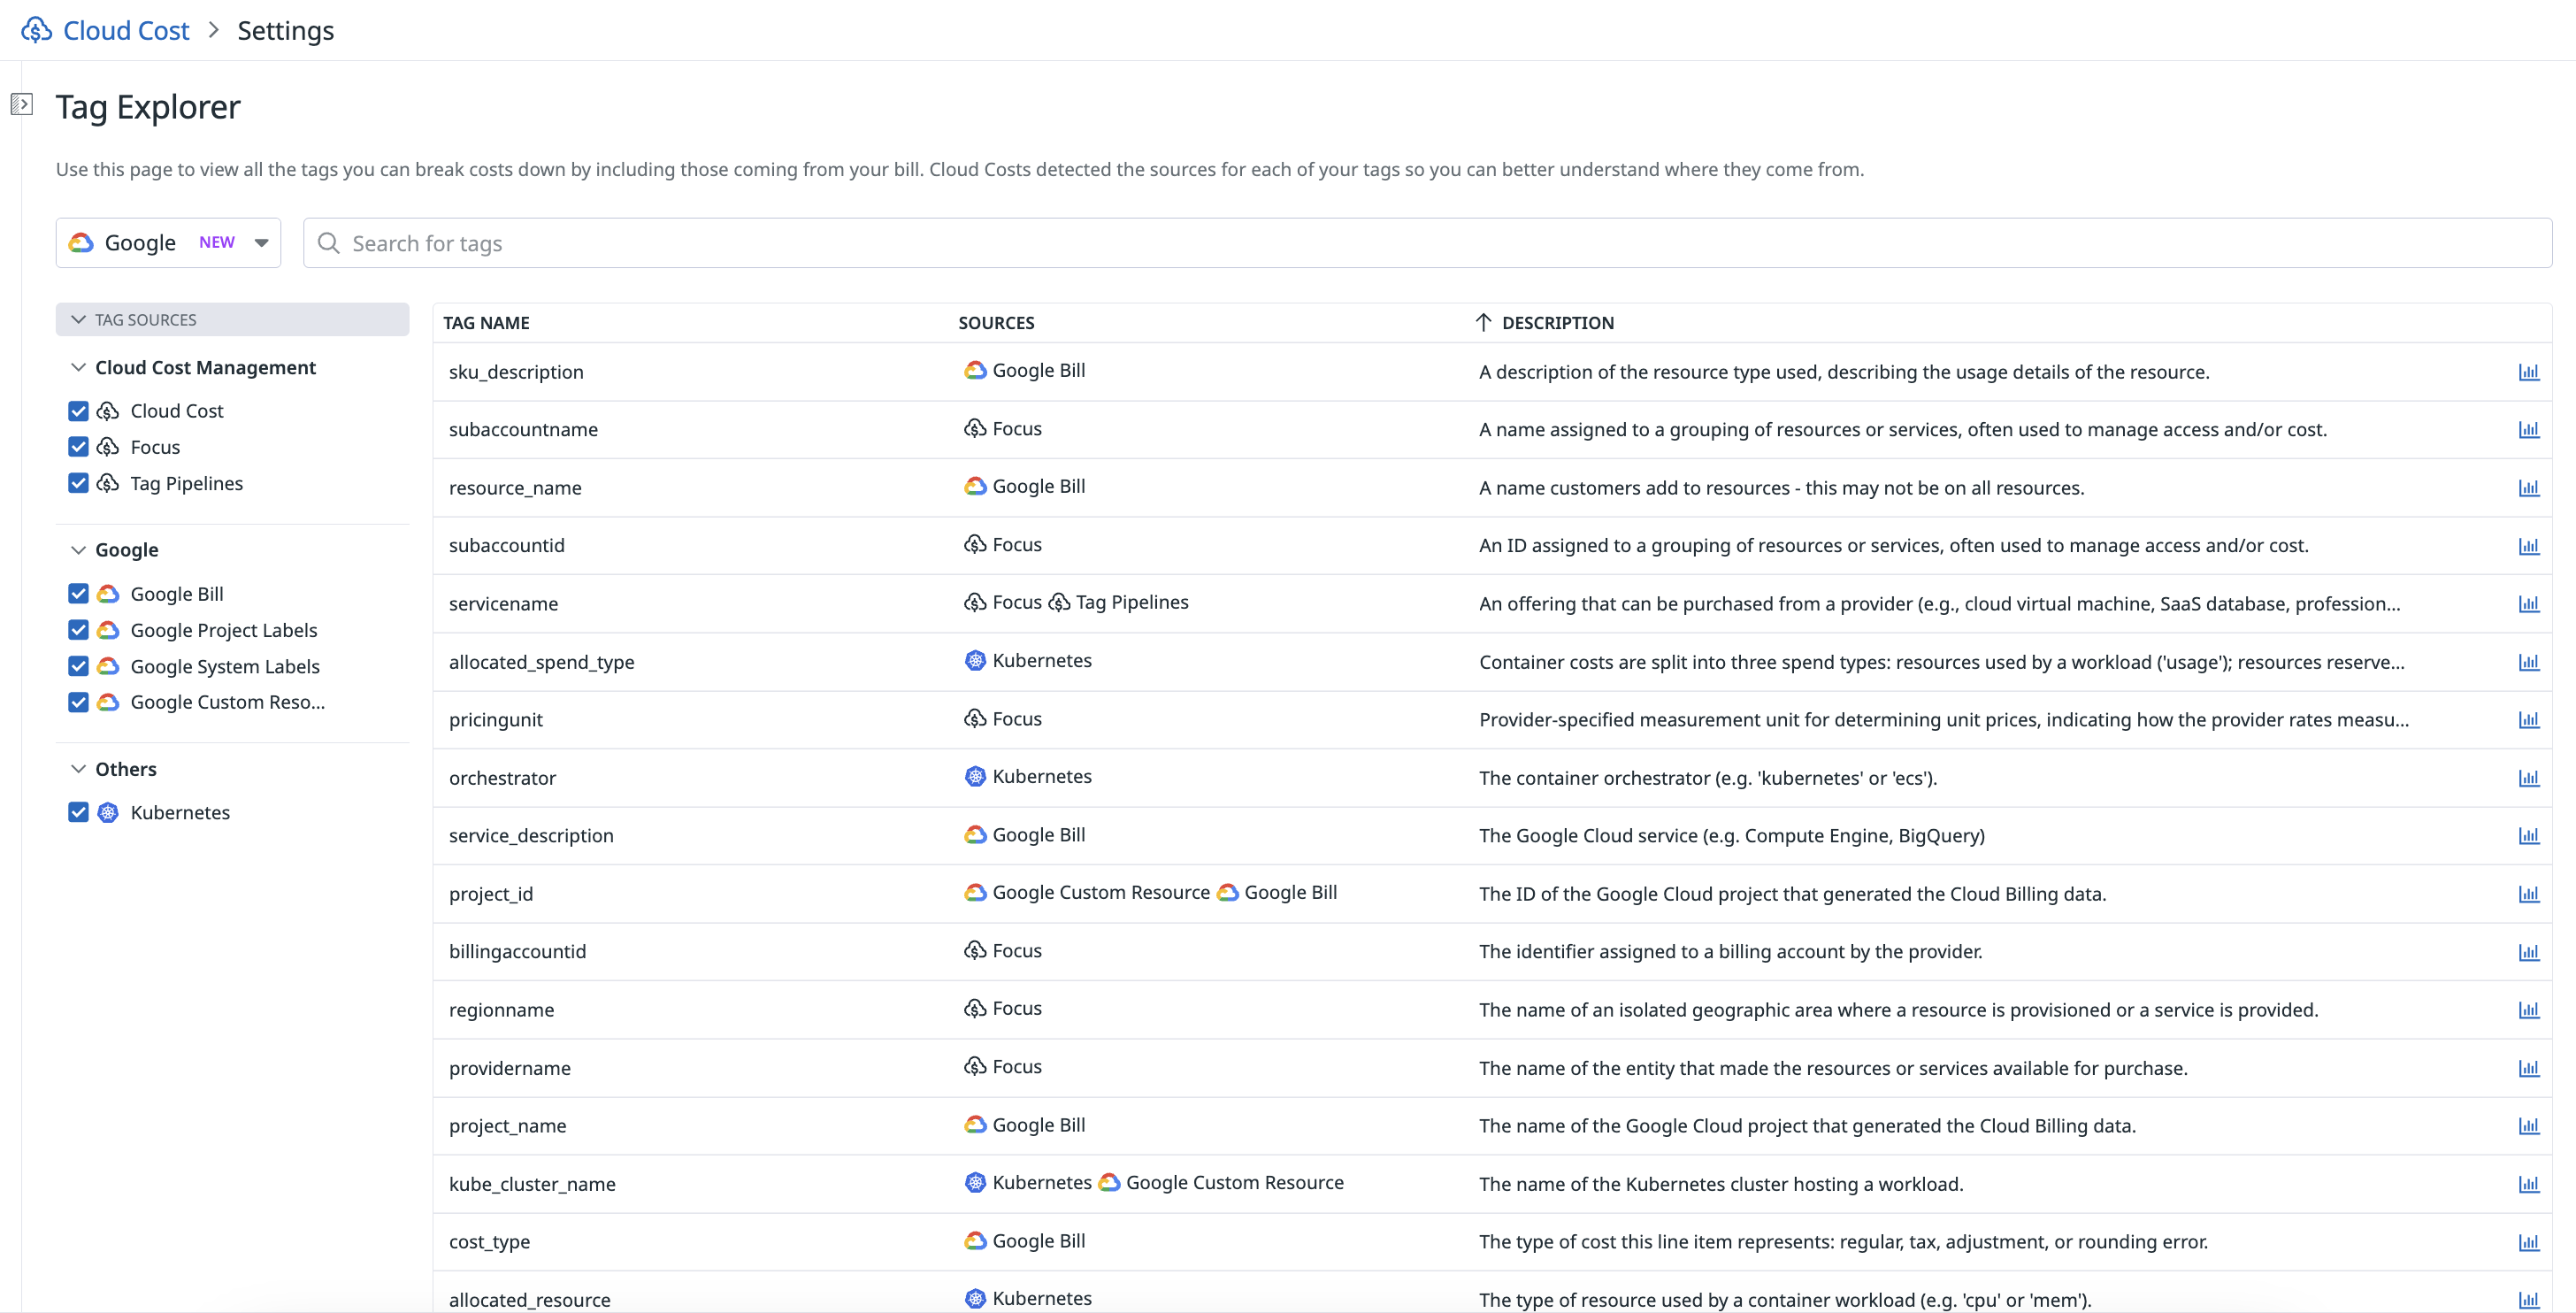 Cloud Cost > Settings
Tag Explorer
Use this page to view all the tags you can break costs down by including those coming from your bill. Cloud Costs detected the sources for each of your tags so you can better understand where they come from.
Google NEW
Search for tags
TAG SOURCES
Cloud Cost Management
Cloud Cost
Focus
Tag Pipelines
Google
Google Bill
Google Project Labels
Google System Labels
Google Custom Reso...
Others
Kubernetes
TAG NAME SOURCES DESCRIPTION
sku_description Google Bill A description of the resource type used, describing the usage details of the resource.
subaccountname Focus A name assigned to a grouping of resources or services, often used to manage access and/or cost.
resource_name Google Bill A name customers add to resources - this may not be on all resources.
subaccountid Focus An ID assigned to a grouping of resources or services, often used to manage access and/or cost.
servicename Focus Tag Pipelines An offering that can be purchased from a provider (e.g., cloud virtual machine, SaaS database, profession...
allocated_spend_type Kubernetes Container costs are split into three spend types: resources used by a workload ('usage'); resources reserve...
pricingunit Focus Provider-specified measurement unit for determining unit prices, indicating how the provider rates measu...
orchestrator Kubernetes The container orchestrator (e.g. 'kubernetes' or 'ecs').
service_description Google Bill The Google Cloud service (e.g. Compute Engine, BigQuery)
project_id Google Custom Resource Google Bill The ID of the Google Cloud project that generated the Cloud Billing data.
billingaccountid Focus The identifier assigned to a billing account by the provider.
regionname Focus The name of an isolated geographic area where a resource is provisioned or a service is provided.
providername Focus The name of the entity that made the resources or services available for purchase.
project_name Google Bill The name of the Google Cloud project that generated the Cloud Billing data.
kube_cluster_name Kubernetes Google Custom Resource The name of the Kubernetes cluster hosting a workload.
cost_type Google Bill The type of cost this line item represents: regular, tax, adjustment, or rounding error.
allocated_resource Kubernetes The type of resource used by a container workload (e.g. 'cpu' or 'mem').